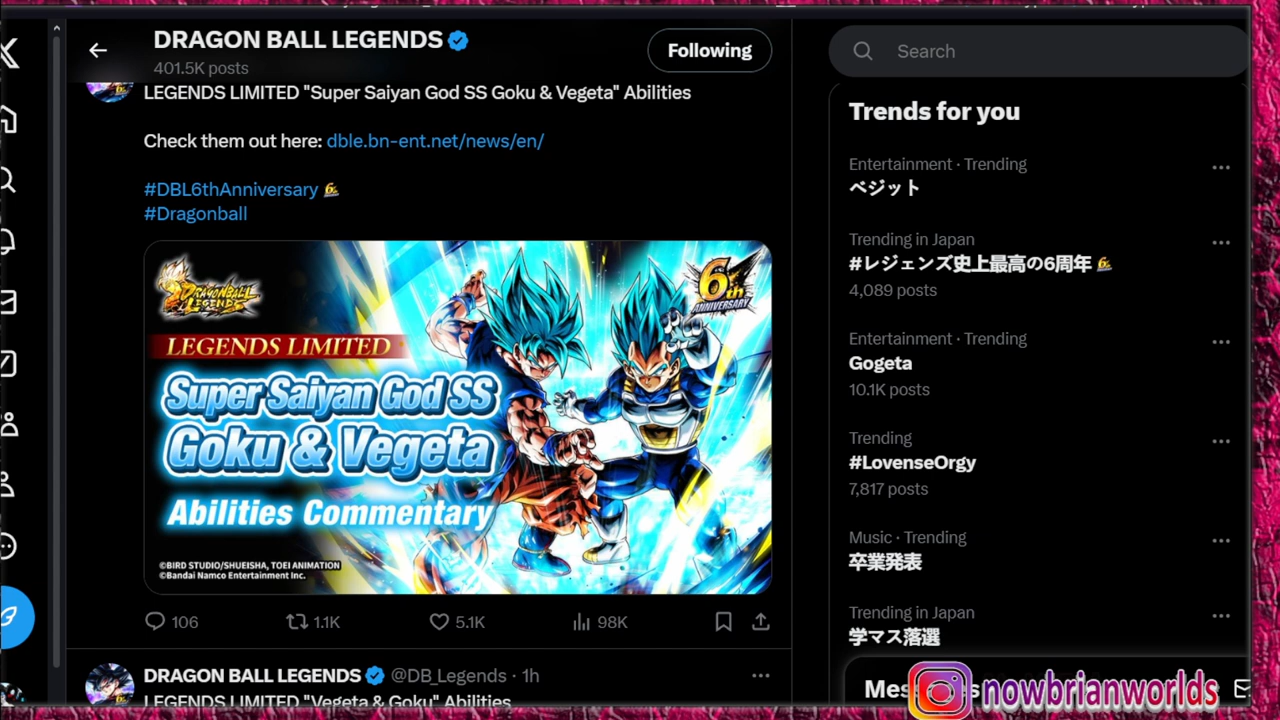 DRAGON BALL LEGENDS
401.5K posts
Following
Search
LEGENDS LIMITED "Super Saiyan God SS Goku & Vegeta" Abilities
Check them out here: dble.bn-ent.net/news/en/
#DBL6thAnniversary
#Dragonball
DRAGONBALL
LEGENDS
6th
ANNIVERSARY
LEGENDS LIMITED
Super Saiyan God SS
Goku & Vegeta
Abilities Commentary
©BIRD STUDIO/SHUEISHA, TOEI ANIMATION
©Bandai Namco Entertainment Inc.
106
1.1K
5.1K
98K
DRAGON BALL LEGENDS @DB_Legends · 1h
LEGENDS LIMITED "Vegeta & Goku" Abilities
Trends for you
Entertainment · Trending
ベジット
Trending in Japan
#レジェンズ史上最高の6周年
4,089 posts
Entertainment · Trending
Gogeta
10.1K posts
Trending
#LovenseOrgy
7,817 posts
Music · Trending
卒業発表
Trending in Japan
学マス落選
nowbrianworlds